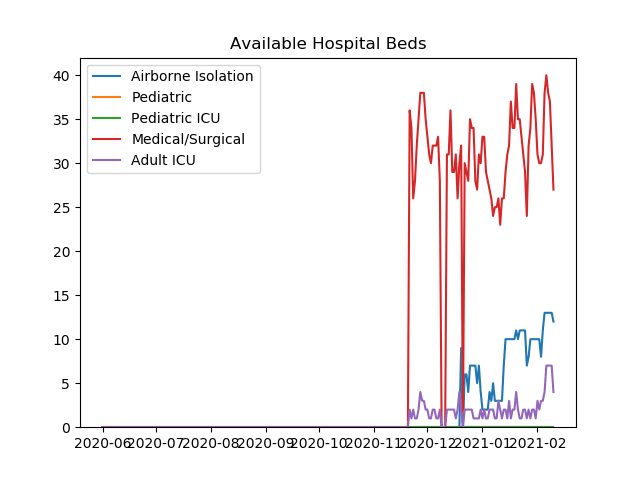 Available Hospital Beds
Airborne Isolation
Pediatric
Pediatric ICU
Medical/Surgical
Adult ICU
40
35
30
25
20
15
10
5
0
2020-06 2020-07 2020-08 2020-09 2020-10 2020-11 2020-12 2021-01 2021-02